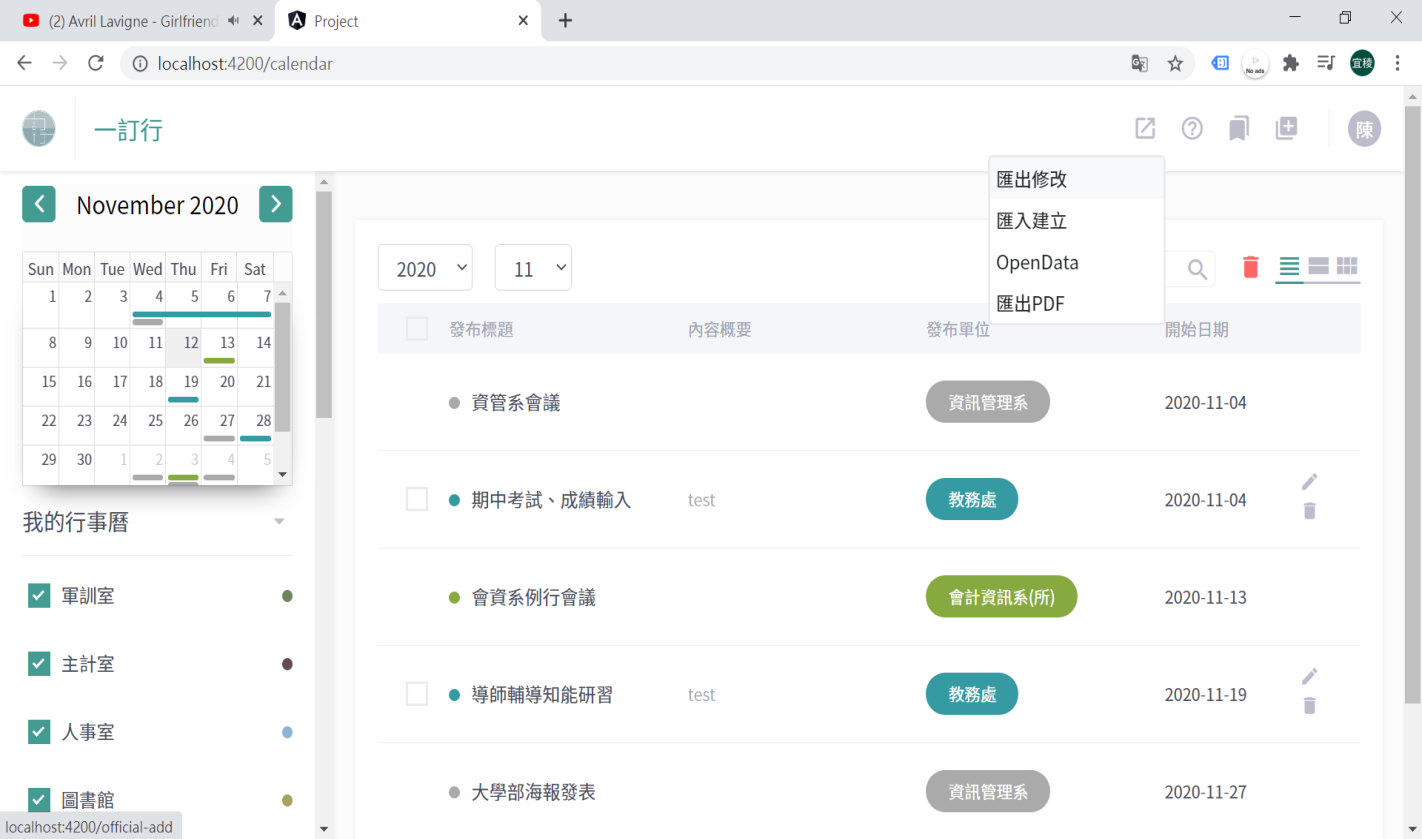 (2) Avril Lavigne - Girlfriend
Project
localhost:4200/calendar
No ads
宜稜
一訂行
陳
匯出修改
匯入建立
OpenData
匯出PDF
November 2020
Sun Mon Tue Wed Thu Fri Sat
1 2 3 4 5 6 7
8 9 10 11 12 13 14
15 16 17 18 19 20 21
22 23 24 25 26 27 28
29 30 1 2 3 4 5
我的行事曆
軍訓室
主計室
人事室
圖書館
localhost:4200/official-add
2020 11
發布標題 內容概要 發布單位 開始日期
資管系會議 資訊管理系 2020-11-04
期中考試、成績輸入 test 教務處 2020-11-04
會資系例行會議 會計資訊系(所) 2020-11-13
導師輔導知能研習 test 教務處 2020-11-19
大學部海報發表 資訊管理系 2020-11-27